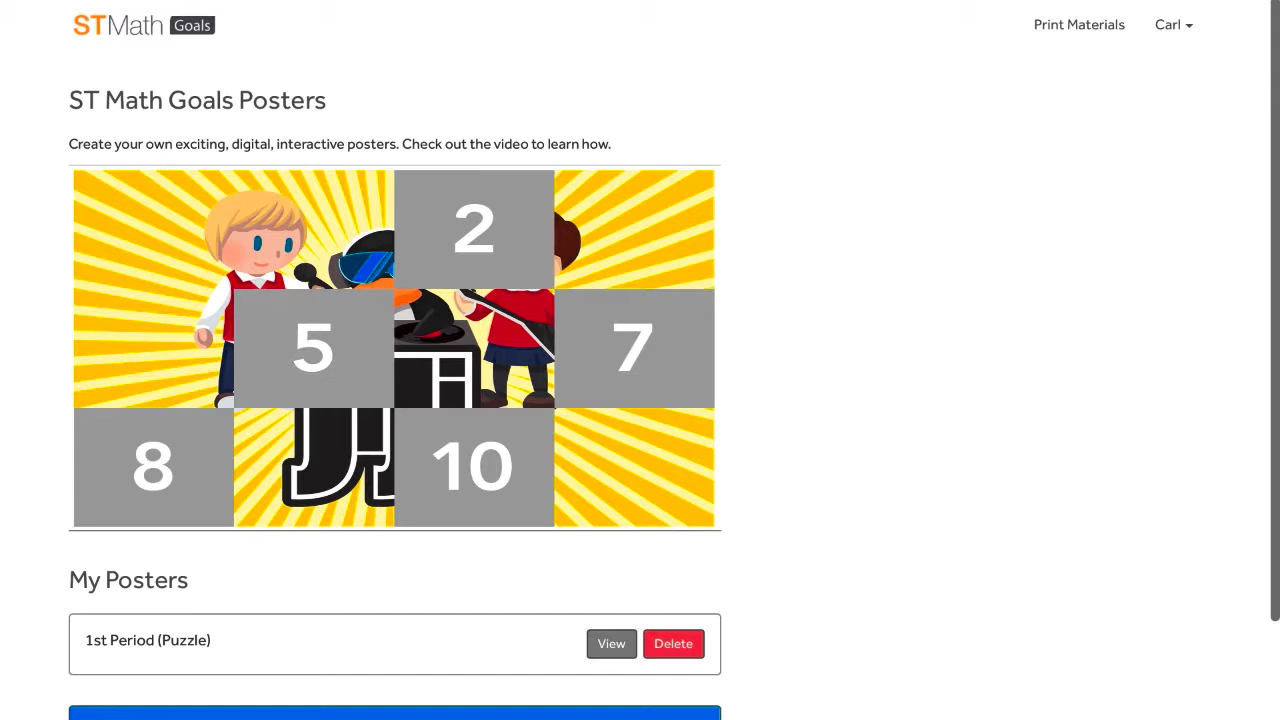 STMath Goals
Print Materials
Carl
ST Math Goals Posters
Create your own exciting, digital, interactive posters. Check out the video to learn how.
2
5
7
8
10
My Posters
1st Period (Puzzle)
View
Delete